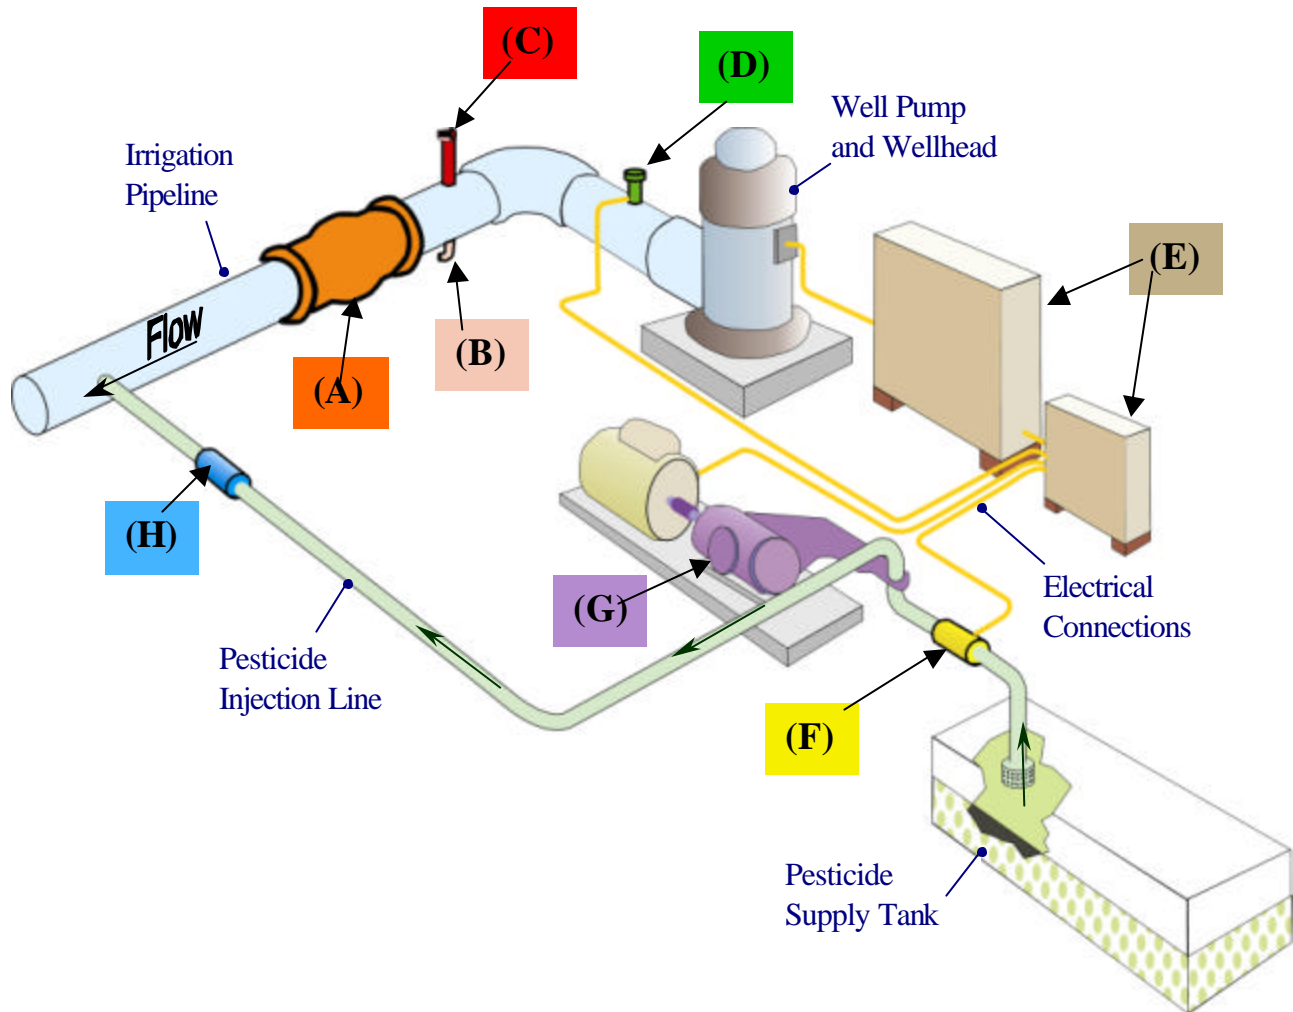 (C)
(D)
Well Pump
and Wellhead
Irrigation
Pipeline
(E)
Flow
(B)
(A)
(H)
(G)
Electrical
Connections
Pesticide
Injection Line
(F)
Pesticide
Supply Tank